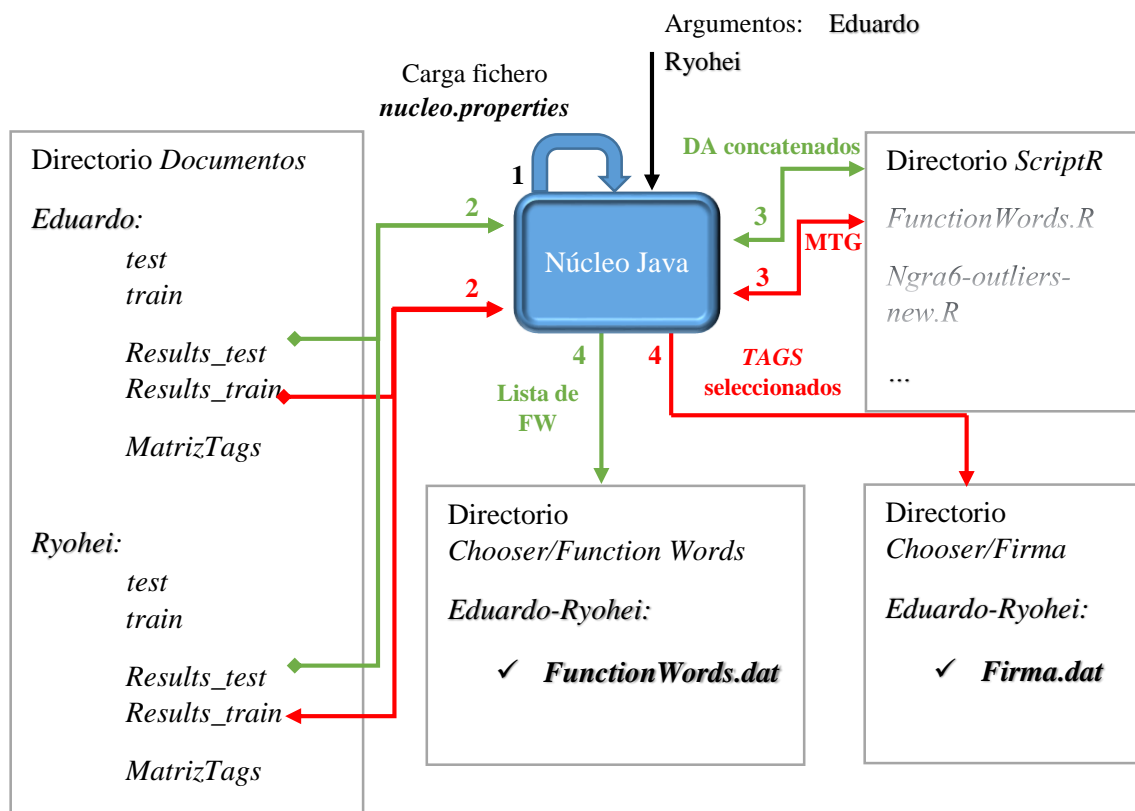 Argumentos: Eduardo
Ryohei
Carga fichero
nucleo.properties
1
Directorio Documentos
Eduardo:
test
train
Results_test
Results_train
MatrizTags
Ryohei:
test
train
Results_test
Results_train
MatrizTags
2
2
Núcleo Java
DA concatenados
3
MTG
3
Directorio ScriptR
FunctionWords.R
Ngra6-outliers-
new.R
...
4
Lista de
FW
4
TAGS
seleccionados
Directorio
Chooser/Function Words
Eduardo-Ryohei:
✓ FunctionWords.dat
Directorio
Chooser/Firma
Eduardo-Ryohei:
✓ Firma.dat